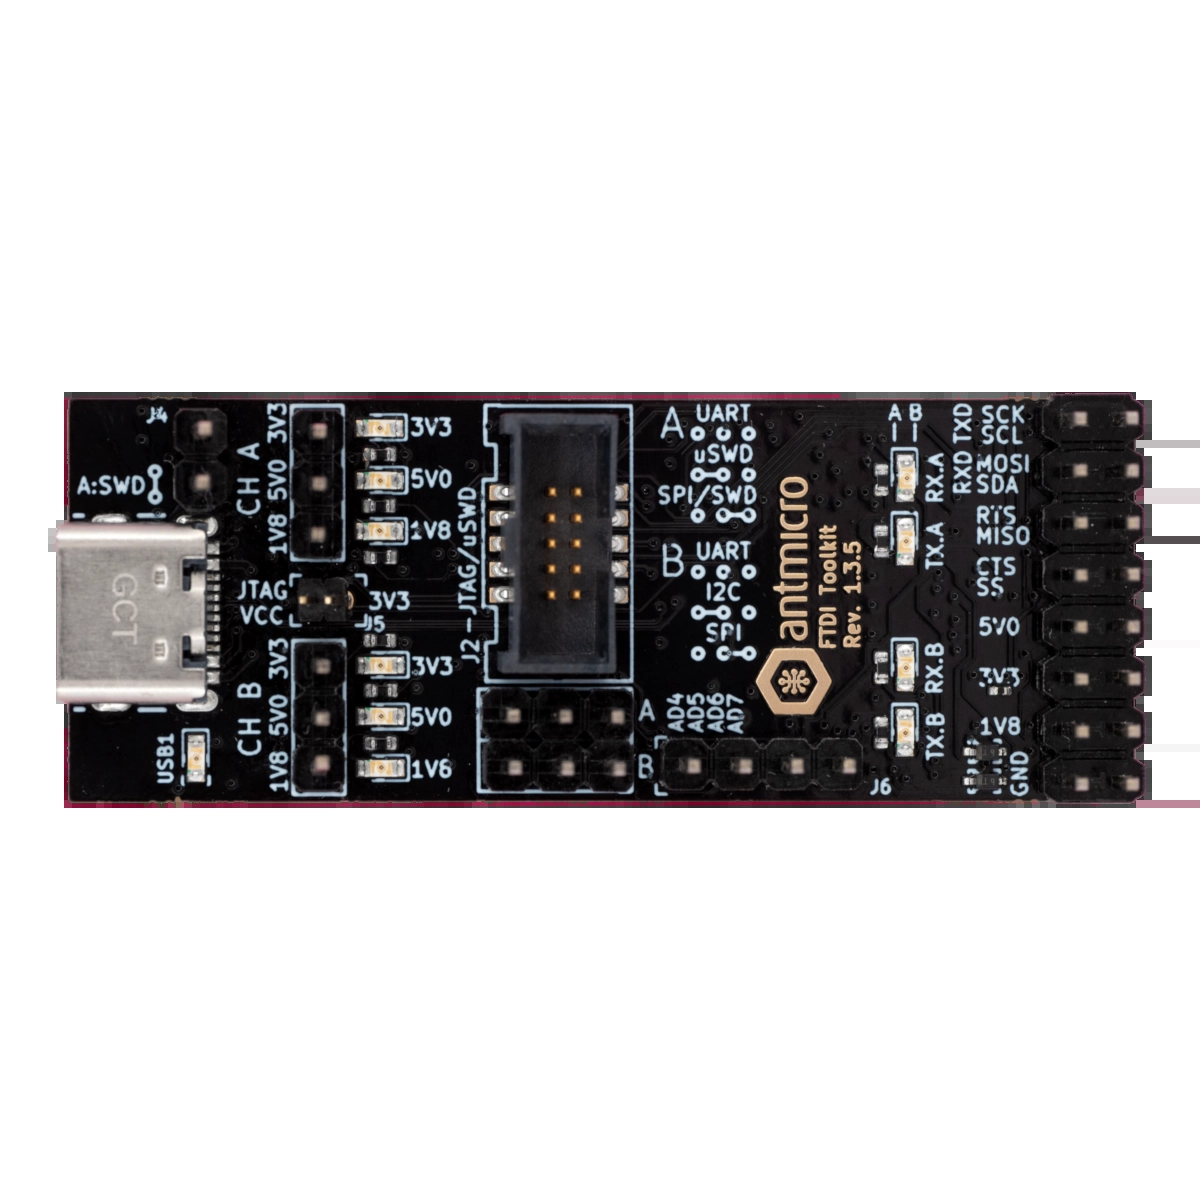 J4
A:SWD
GCT
USB1
CH A
3V3
5V0
1V8
3V3
5V0
1V8
JTAG
VCC
3V3
J5
CH B
3V3
5V0
1V8
3V3
5V0
1V6
J2-JTAG/uSWD
A
UART
uSWD
SPI/SWD
B
UART
I2C
SPI
A
B
AD4
AD5
AD6
AD7
J6
antmicro
FTDI Toolkit
Rev. 1.3.5
A B
RX.A
TX.A
RX.B
TX.B
TXD SCK
SCL
RXD MOSI
SDA
RTS
MISO
CTS
SS
5V0
3V3
1V8
GND